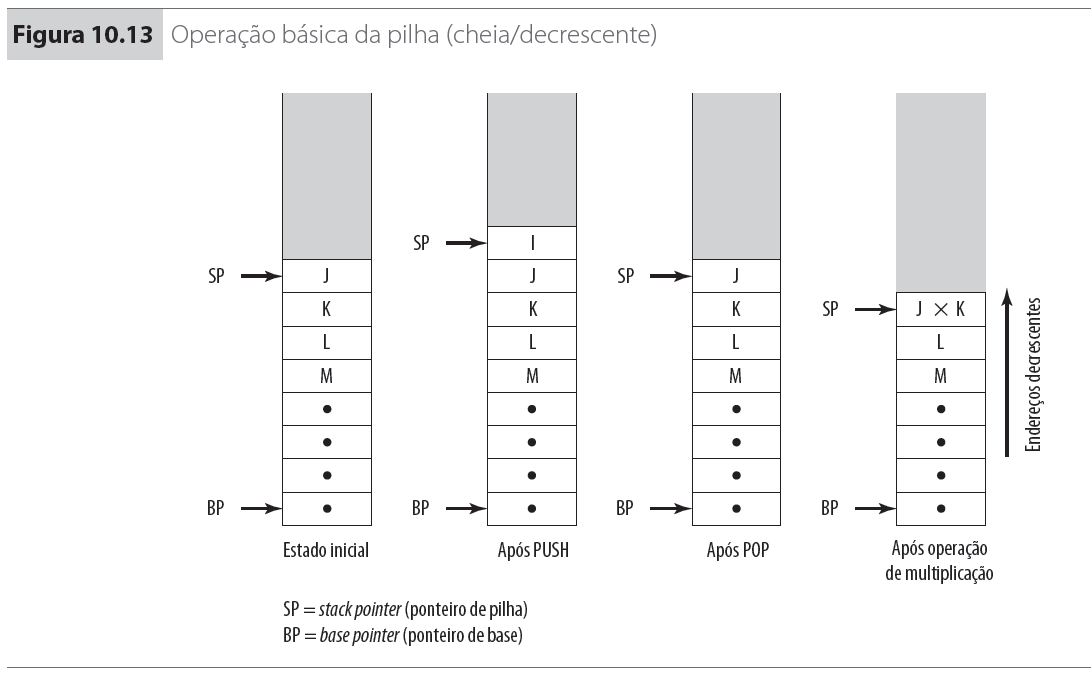 Figura 10.13 Operação básica da pilha (cheia/decrescente)
SP
J
K
L
M
•
•
•
BP
•
Estado inicial
SP
I
J
K
L
M
•
•
•
BP
•
Após PUSH
SP
J
K
L
M
•
•
•
BP
•
Após POP
SP
J × K
L
M
•
•
•
BP
•
Após operação
de multiplicação
Endereços decrescentes
SP = stack pointer (ponteiro de pilha)
BP = base pointer (ponteiro de base)